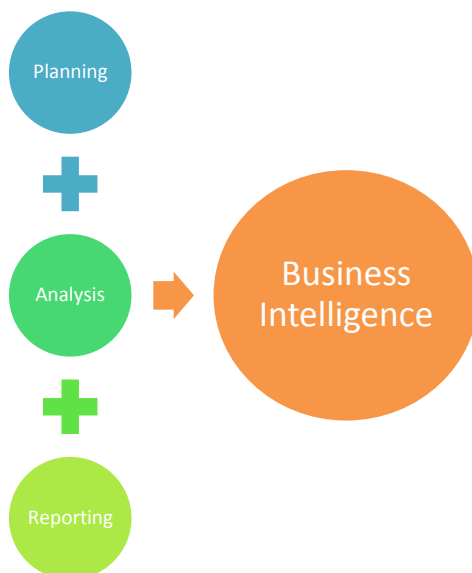 Planning
Analysis
Business
Intelligence
Reporting